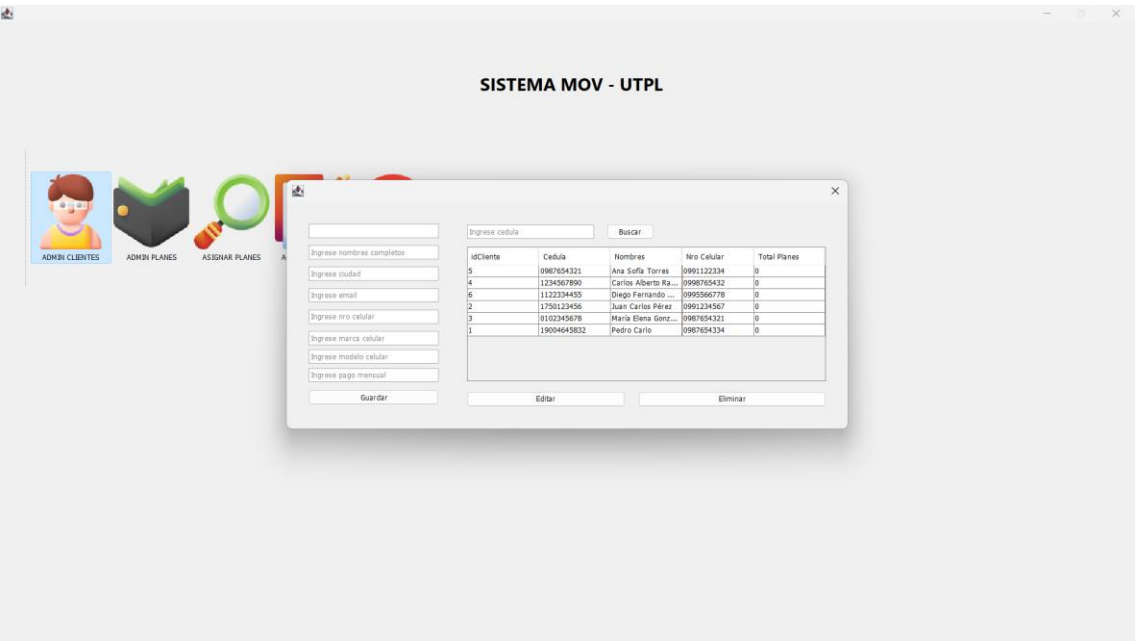 SISTEMA MOV - UTPL
ADMIN CLIENTES
ADMIN PLANES
ASIGNAR PLANES
A
Ingrese nombres completos
Ingrese ciudad
Ingrese email
Ingrese nro celular
Ingrese marca celular
Ingrese modelo celular
Ingrese pago mensual
Guardar
Ingrese cedula Buscar
idCliente Cedula Nombres Nro Celular Total Planes
5 0987654321 Ana Sofía Torres 0991122334 0
4 1234567890 Carlos Alberto Ra... 0998765432 0
6 1122334455 Diego Fernando ... 0995566778 0
2 1750123456 Juan Carlos Pérez 0991234567 0
3 0102345678 María Elena Gonz... 0987654321 0
1 19004645832 Pedro Carlo 0987654334 0
Editar Eliminar